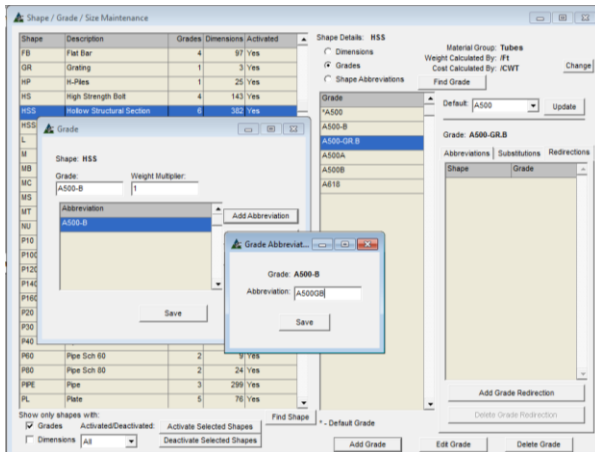 Shape / Grade / Size Maintenance
Shape Description Grades Dimensions Activated
FB Flat Bar 4 97 Yes
GR Grating 1 3 Yes
HP H-Piles 1 25 Yes
HS High Strength Bolt 4 143 Yes
HSS Hollow Structural Section 6 382 Yes
HSS
L
M
MB
MC
MS
MT
NU
P10
P100
P120
P140
P160
P20
P30
P40
P60 Pipe Sch 60 2 9 Yes
P80 Pipe Sch 80 2 24 Yes
PIPE Pipe 3 299 Yes
PL Plate 5 76 Yes
Show only shapes with:
Grades Activated/Deactivated:
Dimensions All
Activate Selected Shapes
Deactivate Selected Shapes
Find Shape
Grade
Shape: HSS
Grade: Weight Multiplier:
A500-B 1
Abbreviation
A500-B
Add Abbreviation
Save
Grade Abbreviat...
Grade: A500-B
Abbreviation: A500GB
Save
Shape Details: HSS
Dimensions
Grades
Shape Abbreviations
Material Group: Tubes
Weight Calculated By: /Ft
Cost Calculated By: /CWT
Change
Find Grade
Grade
*A500
A500-B
A500-GR.B
A500A
A500B
A618
Default: A500 Update
Grade: A500-GR.B
Abbreviations Substitutions Redirections
Shape Grade
Add Grade Redirection
Delete Grade Redirection
* - Default Grade
Add Grade Edit Grade Delete Grade